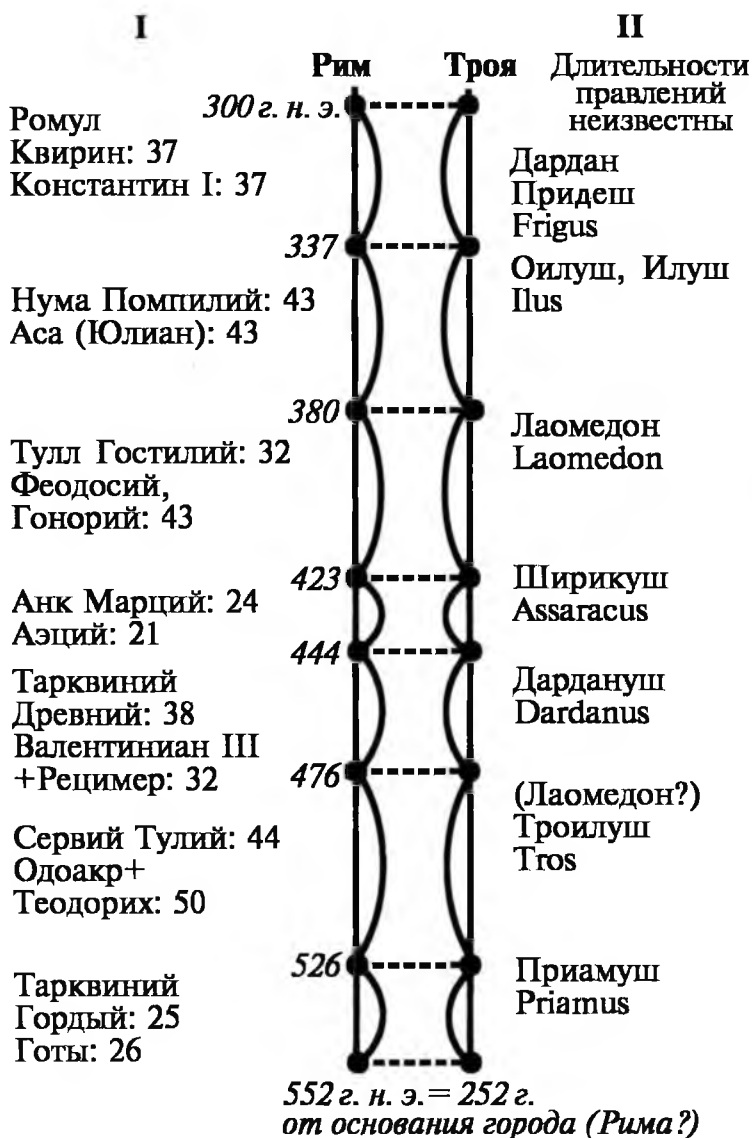 I
II
Рим
Троя
Длительности
правлений
неизвестны
300 г. н. э.
Ромул
Квирин: 37
Константин I: 37
Дардан
Придеш
Frigus
337
Оилуш, Илуш
Ilus
Нума Помпилий: 43
Аса (Юлиан): 43
380
Лаомедон
Laomedon
Тулл Гостилий: 32
Феодосий,
Гонорий: 43
423
Ширикуш
Assaracus
Анк Марций: 24
Аэций: 21
444
Тарквиний
Древний: 38
Валентиниан III
+Рецимер: 32
Дардануш
Dardanus
476
(Лаомедон?)
Троилуш
Tros
Сервий Тулий: 44
Одоакр+
Теодорих: 50
526
Приамуш
Priamus
Тарквиний
Гордый: 25
Готы: 26
552 г. н. э. = 252 г.
от основания города (Рима?)